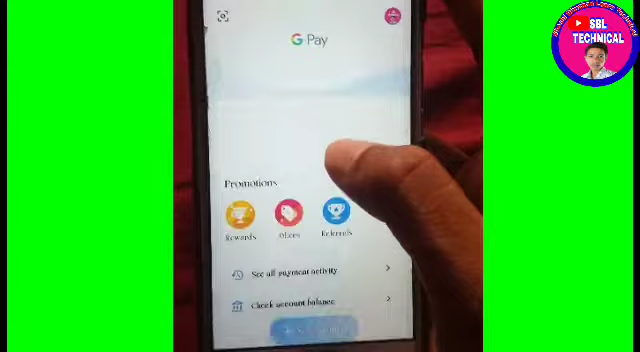 SBL
TECHNICAL
G Pay
Promotions
Rewards
Offers
Referrals
See all payment activity
Check account balance